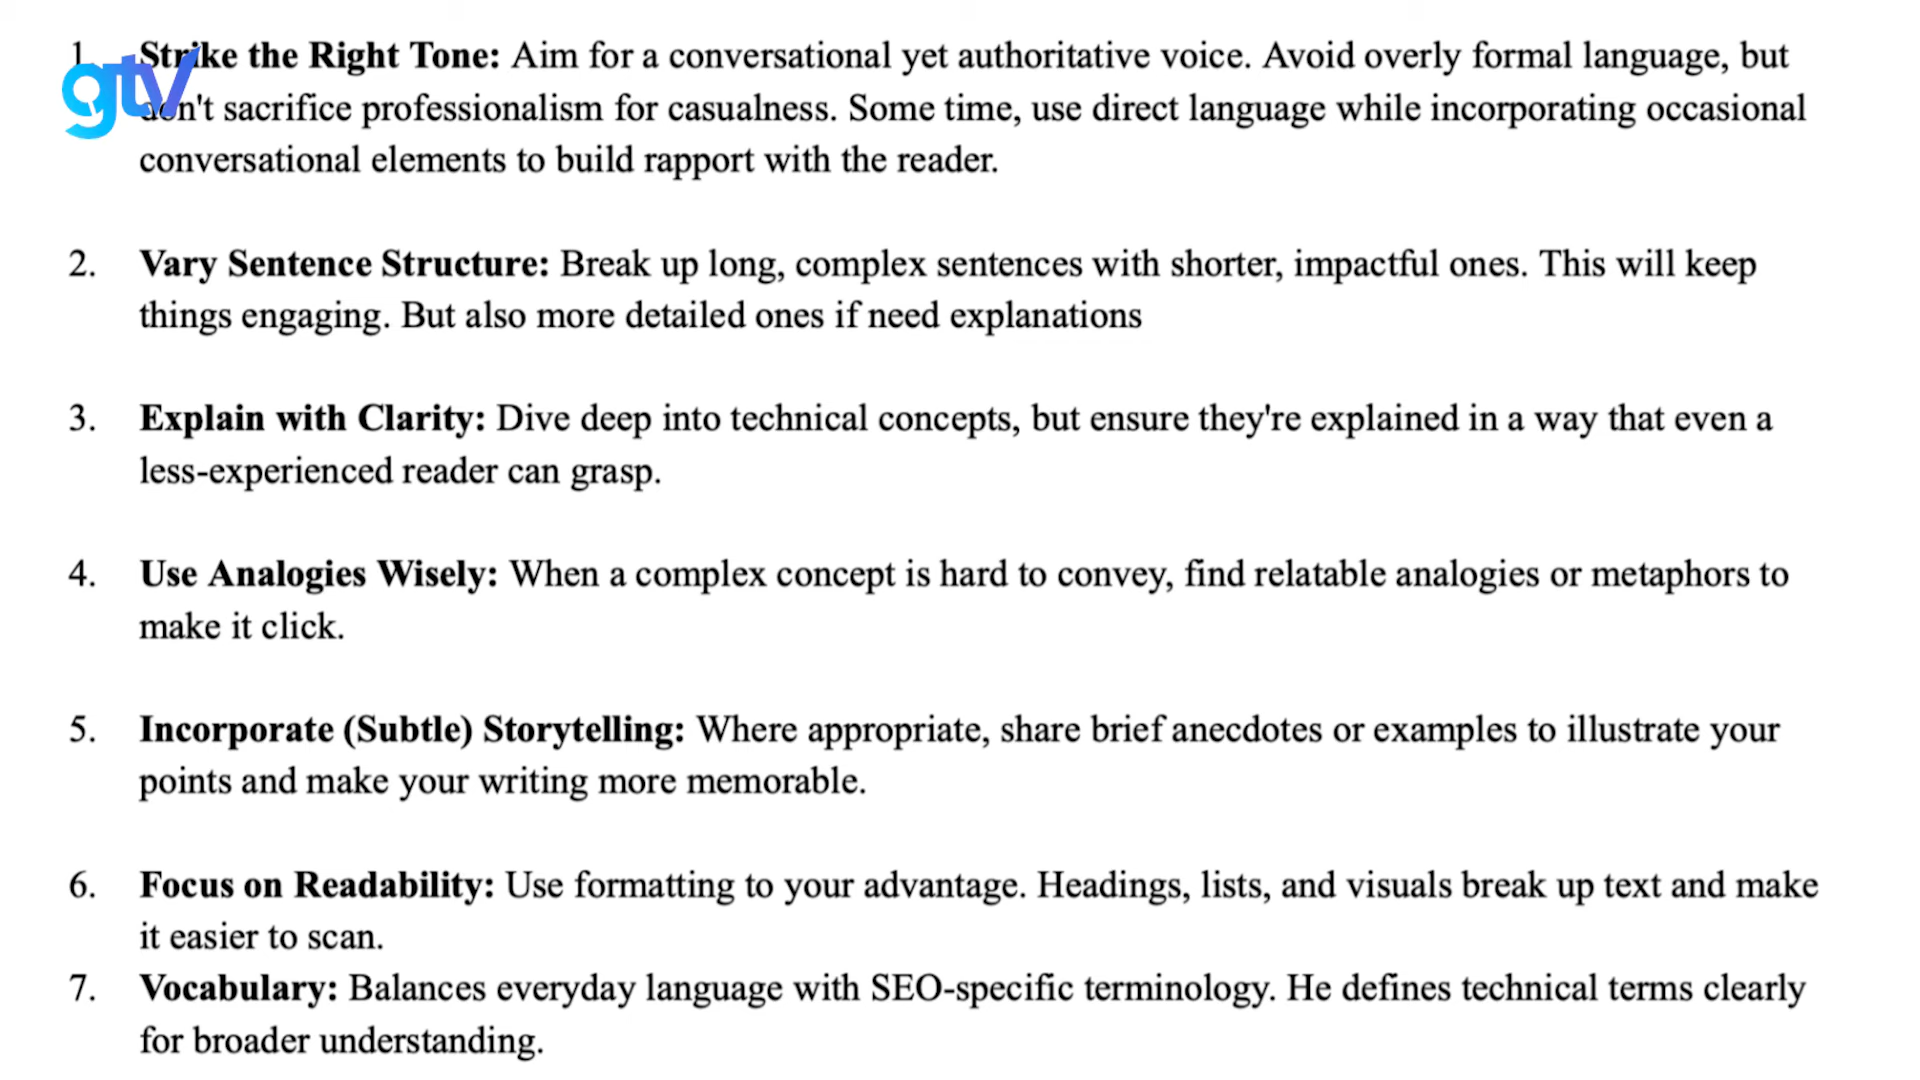 1. Strike the Right Tone: Aim for a conversational yet authoritative voice. Avoid overly formal language, but
gtv
don't sacrifice professionalism for casualness. Some time, use direct language while incorporating occasional
conversational elements to build rapport with the reader.
2. Vary Sentence Structure: Break up long, complex sentences with shorter, impactful ones. This will keep
things engaging. But also more detailed ones if need explanations
3. Explain with Clarity: Dive deep into technical concepts, but ensure they're explained in a way that even a
less-experienced reader can grasp.
4. Use Analogies Wisely: When a complex concept is hard to convey, find relatable analogies or metaphors to
make it click.
5. Incorporate (Subtle) Storytelling: Where appropriate, share brief anecdotes or examples to illustrate your
points and make your writing more memorable.
6. Focus on Readability: Use formatting to your advantage. Headings, lists, and visuals break up text and make
it easier to scan.
7. Vocabulary: Balances everyday language with SEO-specific terminology. He defines technical terms clearly
for broader understanding.